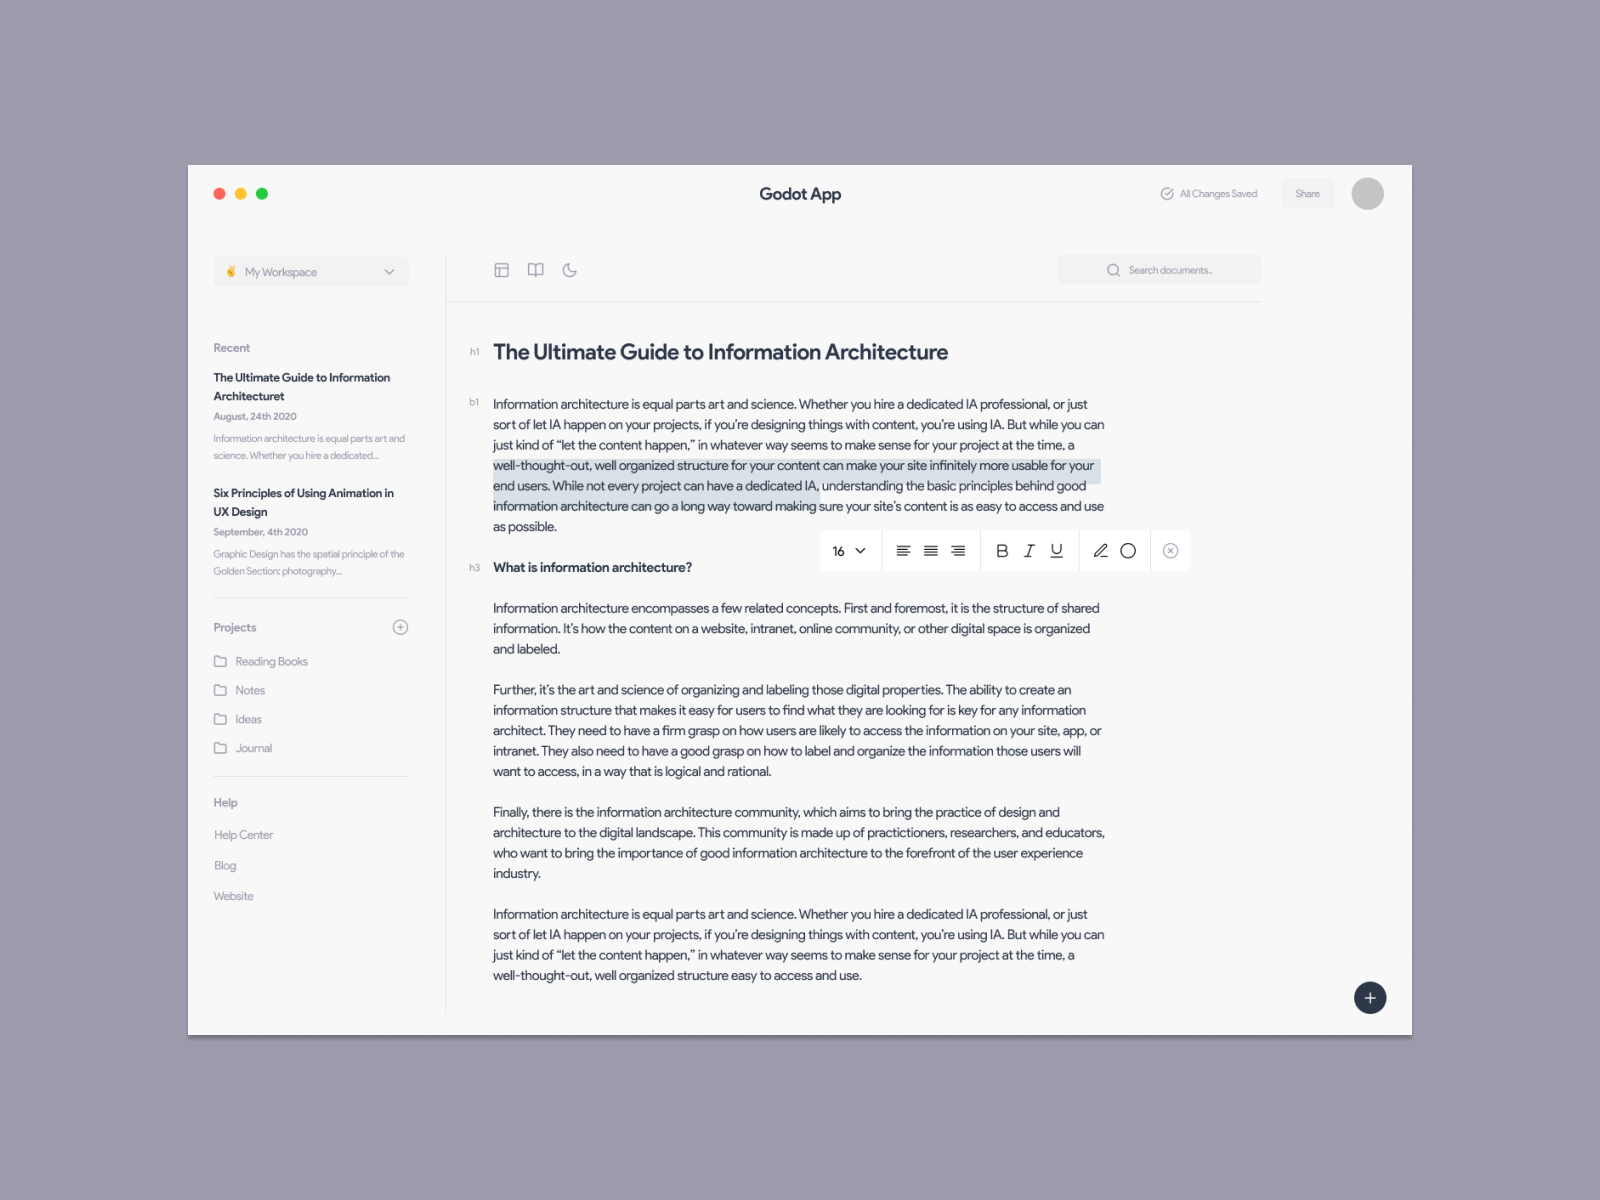 Godot App
All Changes Saved
Share
My Workspace
Search documents..
Recent
The Ultimate Guide to Information
Architecturet
August, 24th 2020
Information architecture is equal parts art and
science. Whether you hire a dedicated...
Six Principles of Using Animation in
UX Design
September, 4th 2020
Graphic Design has the spatial principle of the
Golden Section; photography...
Projects
Reading Books
Notes
Ideas
Journal
Help
Help Center
Blog
Website
h1
The Ultimate Guide to Information Architecture
b1
Information architecture is equal parts art and science. Whether you hire a dedicated IA professional, or just
sort of let IA happen on your projects, if you’re designing things with content, you’re using IA. But while you can
just kind of “let the content happen,” in whatever way seems to make sense for your project at the time, a
well-thought-out, well organized structure for your content can make your site infinitely more usable for your
end users. While not every project can have a dedicated IA, understanding the basic principles behind good
information architecture can go a long way toward making sure your site’s content is as easy to access and use
as possible.
16
B I U
h3
What is information architecture?
Information architecture encompasses a few related concepts. First and foremost, it is the structure of shared
information. It’s how the content on a website, intranet, online community, or other digital space is organized
and labeled.
Further, it’s the art and science of organizing and labeling those digital properties. The ability to create an
information structure that makes it easy for users to find what they are looking for is key for any information
architect. They need to have a firm grasp on how users are likely to access the information on your site, app, or
intranet. They also need to have a good grasp on how to label and organize the information those users will
want to access, in a way that is logical and rational.
Finally, there is the information architecture community, which aims to bring the practice of design and
architecture to the digital landscape. This community is made up of practictioners, researchers, and educators,
who want to bring the importance of good information architecture to the forefront of the user experience
industry.
Information architecture is equal parts art and science. Whether you hire a dedicated IA professional, or just
sort of let IA happen on your projects, if you’re designing things with content, you’re using IA. But while you can
just kind of “let the content happen,” in whatever way seems to make sense for your project at the time, a
well-thought-out, well organized structure easy to access and use.